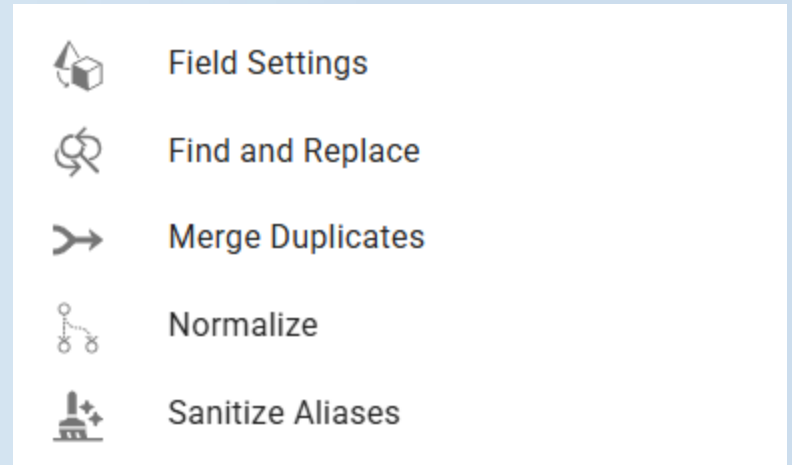 Field Settings
Find and Replace
Merge Duplicates
Normalize
Sanitize Aliases